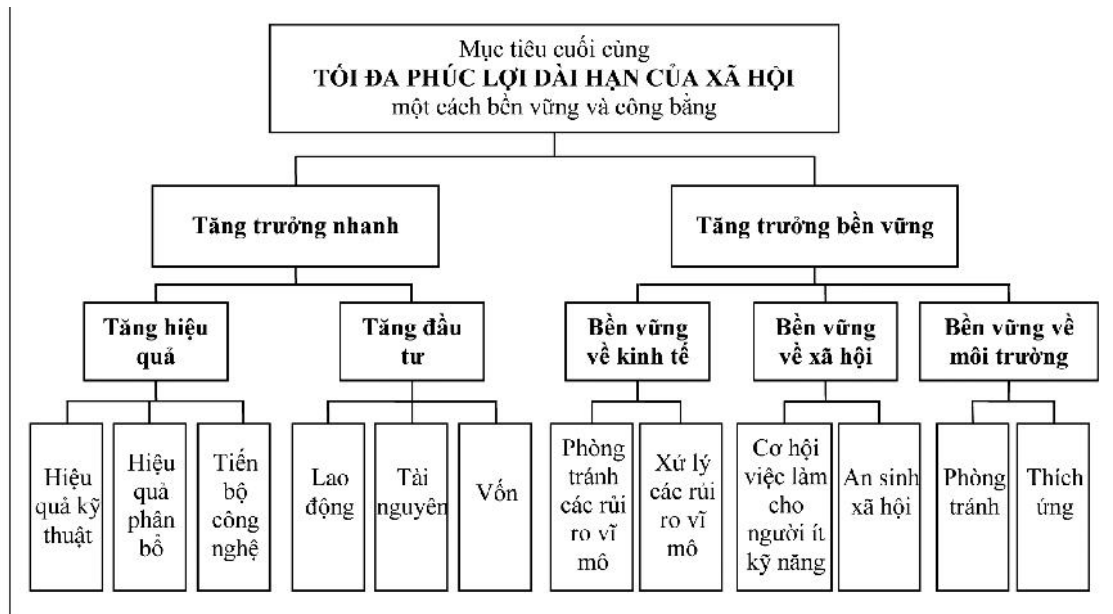 Mục tiêu cuối cùng
TỐI ĐA PHÚC LỢI DÀI HẠN CỦA XÃ HỘI
một cách bền vững và công bằng
Tăng trưởng nhanh
Tăng trưởng bền vững
Tăng hiệu
quả
Tăng đầu
tư
Bền vững
về kinh tế
Bền vững
về xã hội
Bền vững về
môi trường
Hiệu
quả kỹ
thuật
Hiệu
quả
phân
bổ
Tiến
bộ
công
nghệ
Lao
động
Tài
nguyên
Vốn
Phòng
tránh
các rủi
ro vĩ
mô
Xử lý
các rủi
ro vĩ
mô
Cơ hội
việc làm
cho
người ít
kỹ năng
An sinh
xã hội
Phòng
tránh
Thích
ứng